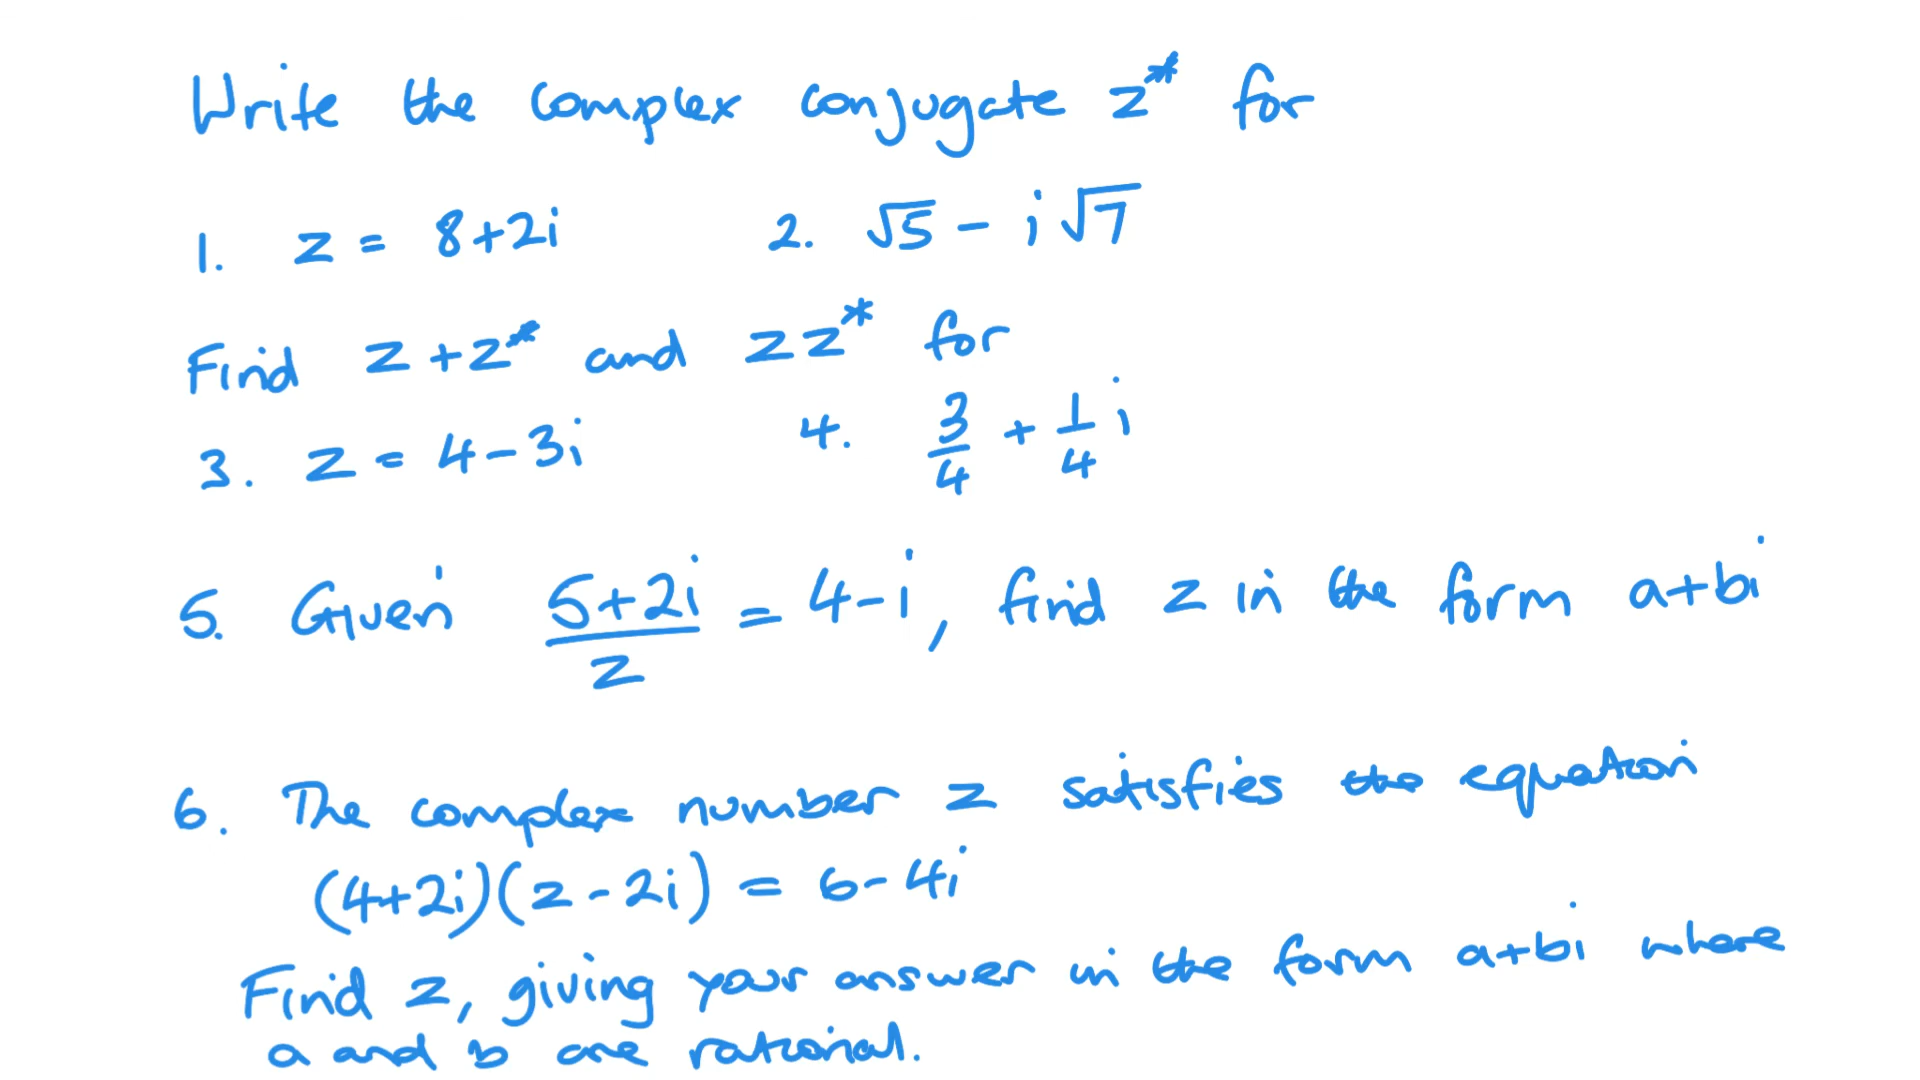 Write the complex conjugate z* for
1. z = 8+2i 2. √5 - i√7
Find z+z* and zz* for
3. z = 4-3i 4. 3/4 + 1/4 i
5. Given (5+2i)/z = 4-i, find z in the form a+bi
6. The complex number z satisfies the equation
(4+2i)(z-2i) = 6-4i
Find z, giving your answer in the form a+bi where
a and b are rational.